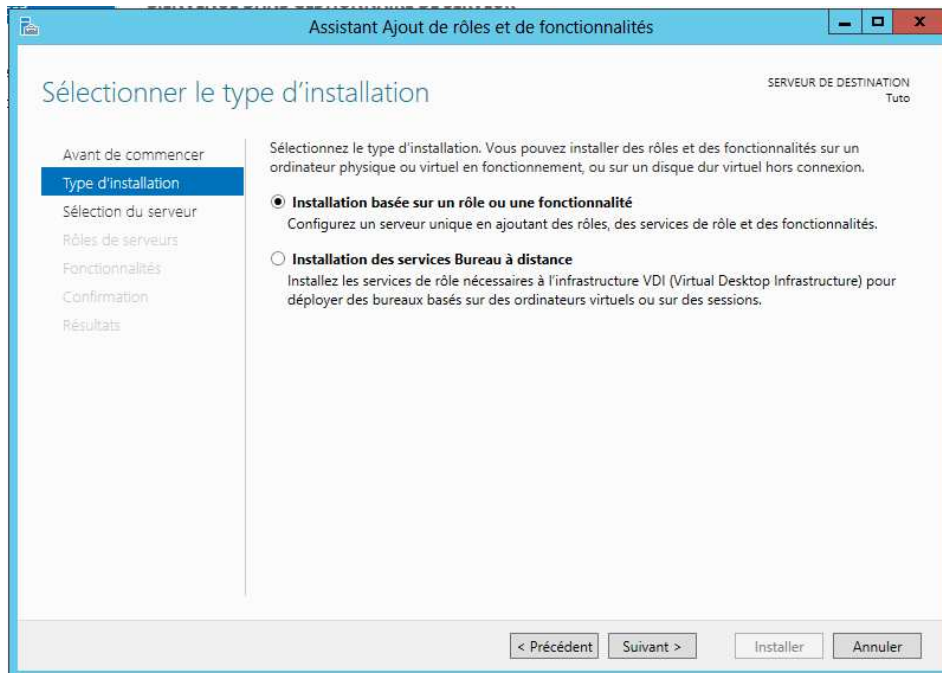 Assistant Ajout de rôles et de fonctionnalités
Sélectionner le type d'installation
SERVEUR DE DESTINATION
Tuto
Avant de commencer
Type d'installation
Sélection du serveur
Rôles de serveurs
Fonctionnalités
Confirmation
Résultats
Sélectionnez le type d'installation. Vous pouvez installer des rôles et des fonctionnalités sur un
ordinateur physique ou virtuel en fonctionnement, ou sur un disque dur virtuel hors connexion.
Installation basée sur un rôle ou une fonctionnalité
Configurez un serveur unique en ajoutant des rôles, des services de rôle et des fonctionnalités.
Installation des services Bureau à distance
Installez les services de rôle nécessaires à l'infrastructure VDI (Virtual Desktop Infrastructure) pour
déployer des bureaux basés sur des ordinateurs virtuels ou sur des sessions.
< Précédent
Suivant >
Installer
Annuler